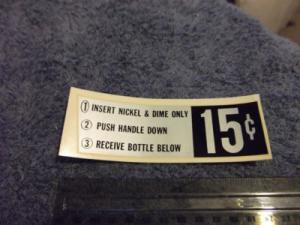 ① INSERT NICKEL & DIME ONLY
② PUSH HANDLE DOWN
③ RECEIVE BOTTLE BELOW
15¢